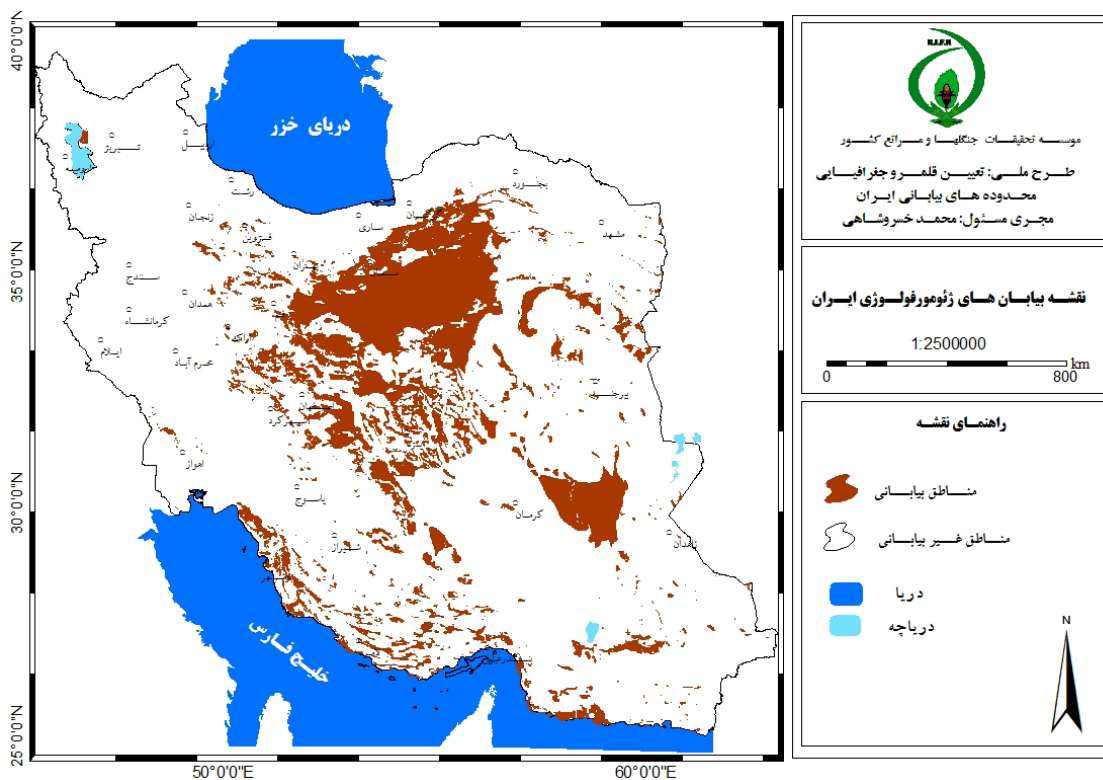 40°0'0"N
35°0'0"N
30°0'0"N
25°0'0"N
50°0'0"E
60°0'0"E
دریای خزر
خلیج فارس
تبریز
اردبیل
رشت
زنجان
قزوین
ساری
بجنورد
مشهد
سنندج
همدان
کرمانشاه
ایلام
خرم آباد
اراک
اهواز
یاسوج
شیراز
کرمان
زاهدان
بیرجند
R.I.F.R
موسسه تحقیقات جنگلها و مراتع کشور
طرح ملی: تعیین قلمرو جغرافیایی
محدوده های بیابانی ایران
مجری مسئول: محمد خسروشاهی
نقشه بیابان های ژئومورفولوژی ایران
1:2500000
0 800 km
راهنمای نقشه
مناطق بیابانی
مناطق غیر بیابانی
دریا
دریاچه
N